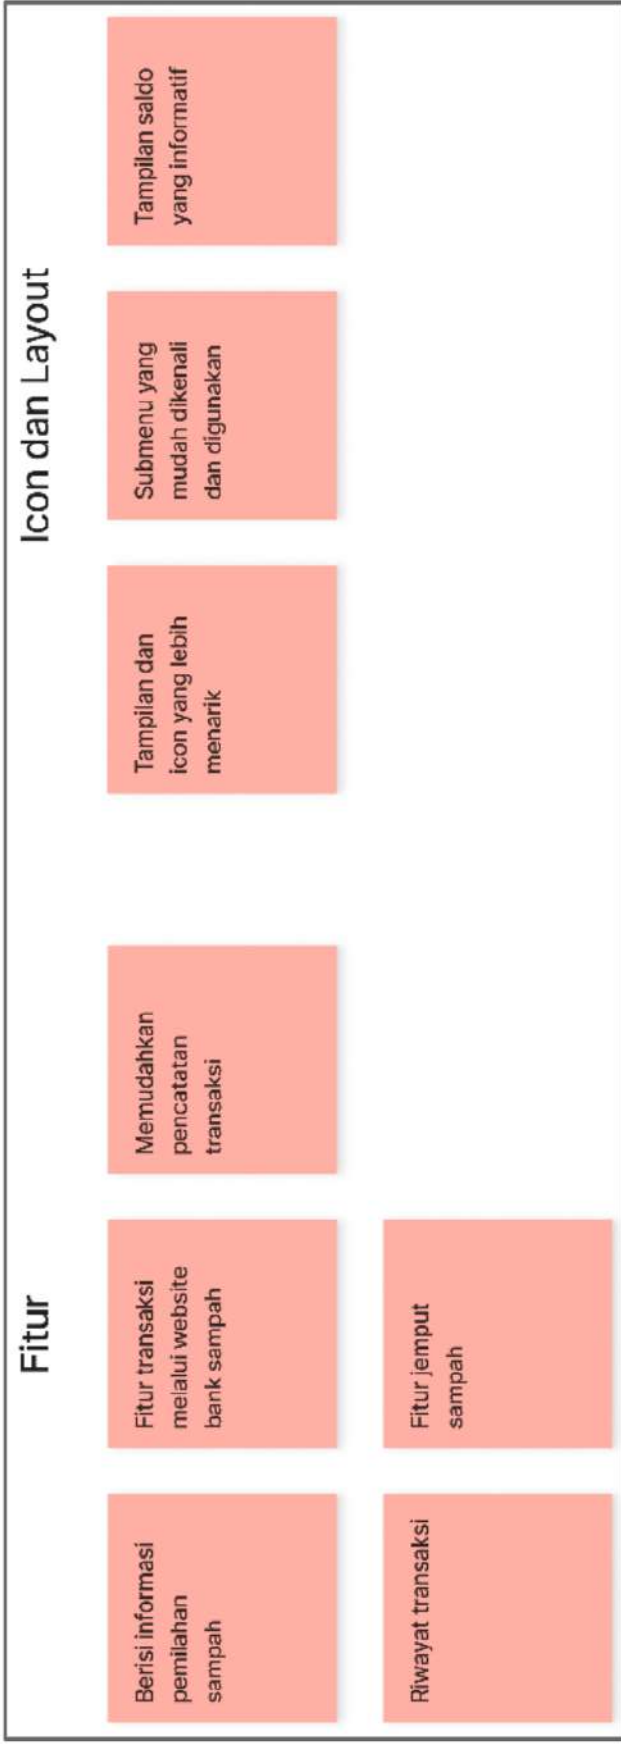 Fitur
Icon dan Layout
Berisi informasi
pemilahan
sampah
Fitur transaksi
melalui website
bank sampah
Memudahkan
pencatatan
transaksi
Tampilan dan
icon yang lebih
menarik
Submenu yang
mudah dikenali
dan digunakan
Tampilan saldo
yang informatif
Riwayat transaksi
Fitur jemput
sampah